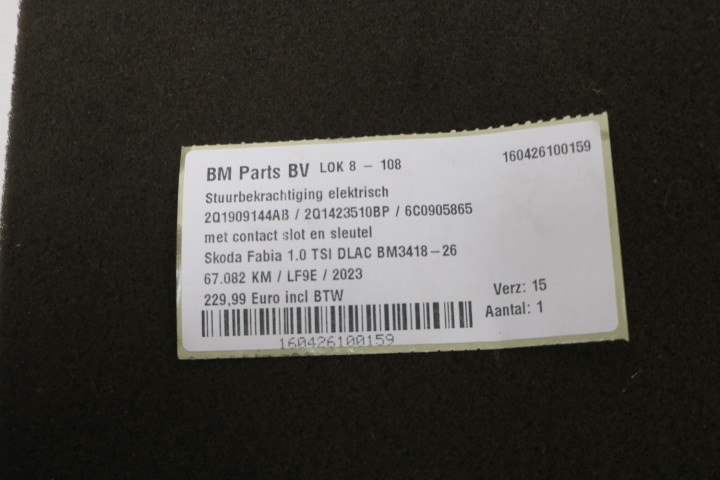 BM Parts BV LOK 8 – 108 160426100159
Stuurbekrachtiging elektrisch
2Q1909144AB / 2Q1423510BP / 6C0905865
met contact slot en sleutel
Skoda Fabia 1.0 TSI DLAC BM3418–26
67.082 KM / LF9E / 2023
229,99 Euro incl BTW Verz: 15
Aantal: 1
160426100159